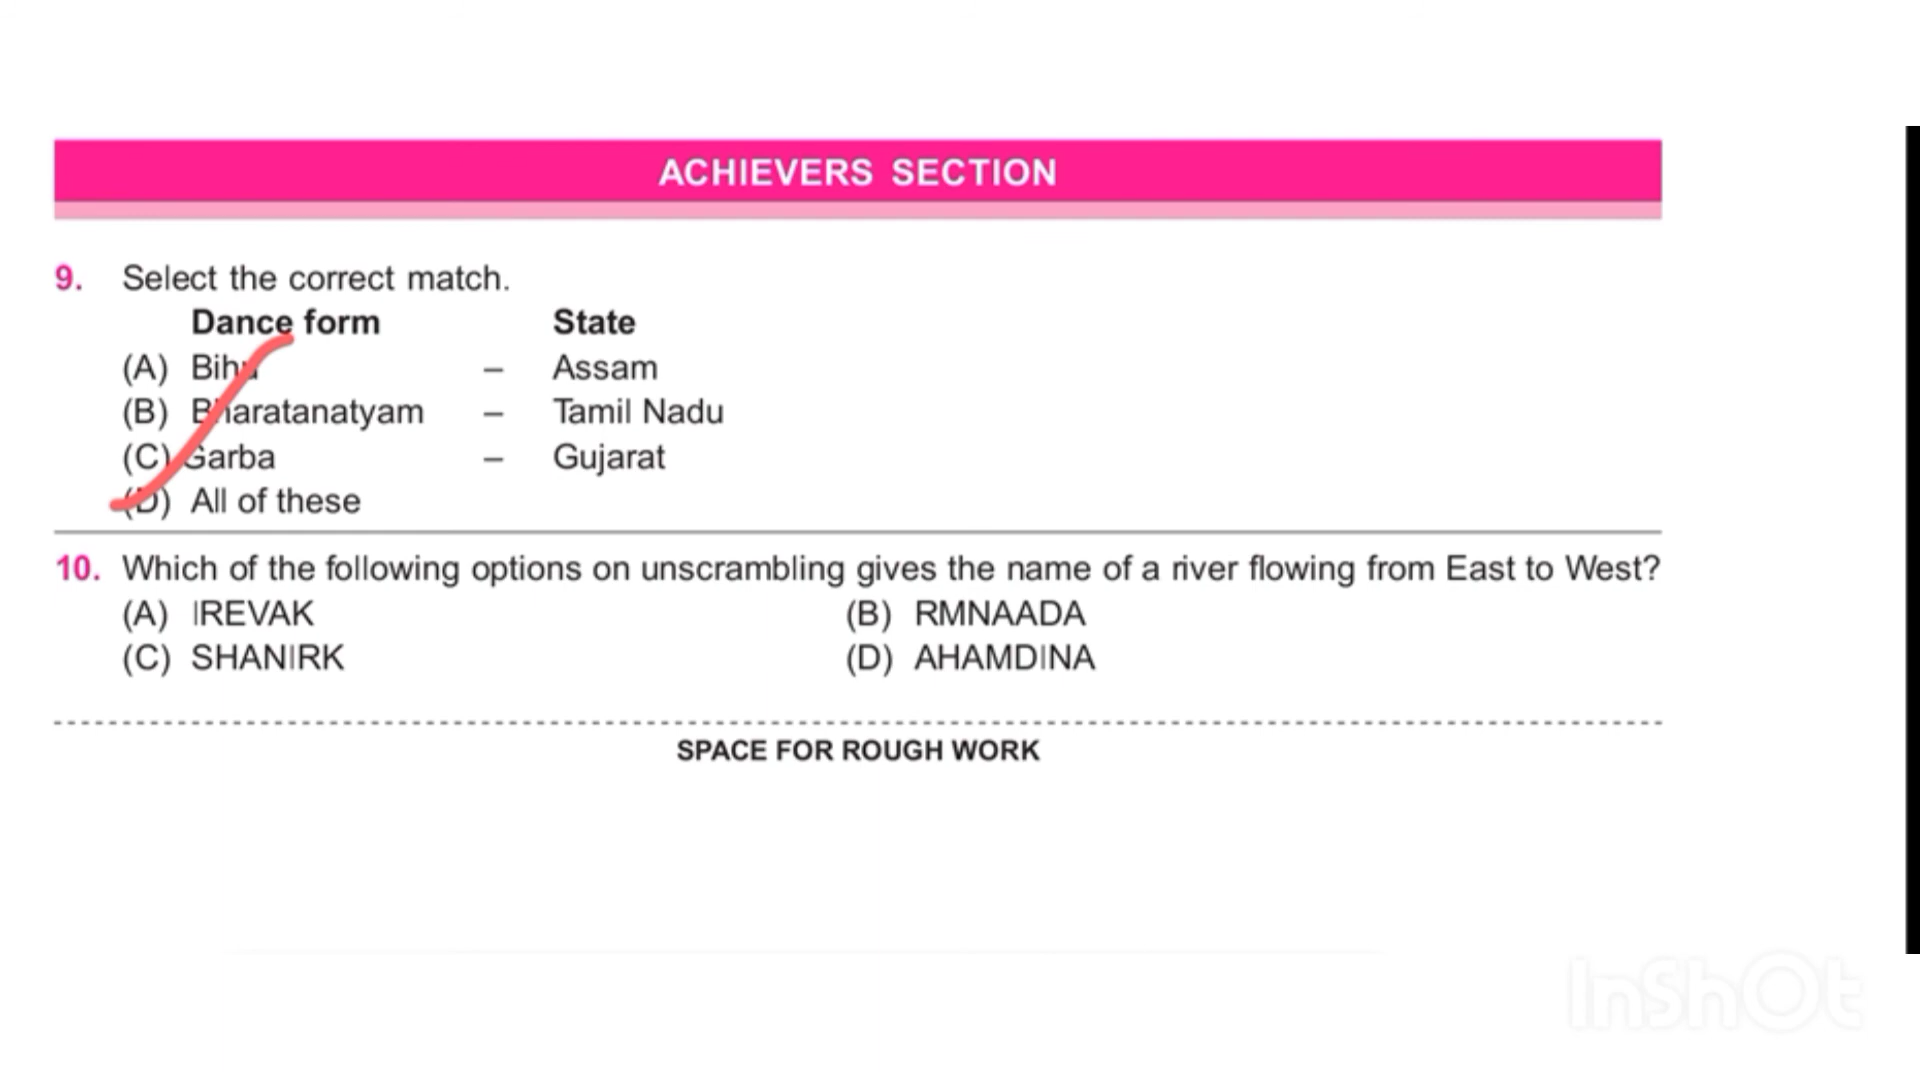 ACHIEVERS SECTION
9. Select the correct match.
Dance form State
(A) Bihu – Assam
(B) Bharatanatyam – Tamil Nadu
(C) Garba – Gujarat
(D) All of these
10. Which of the following options on unscrambling gives the name of a river flowing from East to West?
(A) IREVAK (B) RMNAADA
(C) SHANIRK (D) AHAMDINA
SPACE FOR ROUGH WORK
InShOt